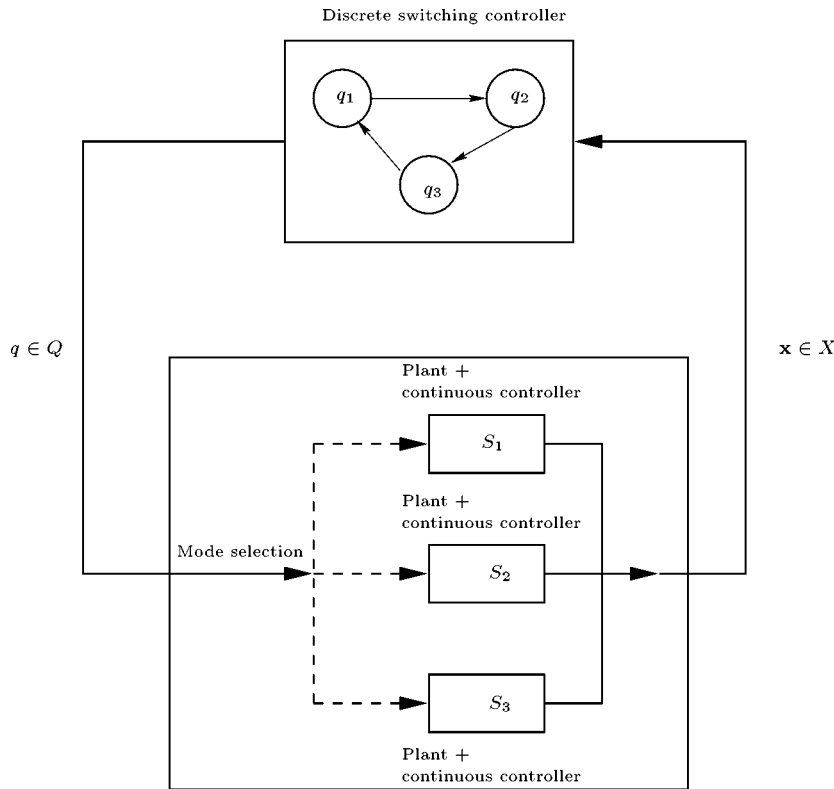 Discrete switching controller
q₁
q₂
q₃
q ∈ Q
x ∈ X
Plant +
continuous controller
S₁
Plant +
continuous controller
Mode selection
S₂
S₃
Plant +
continuous controller